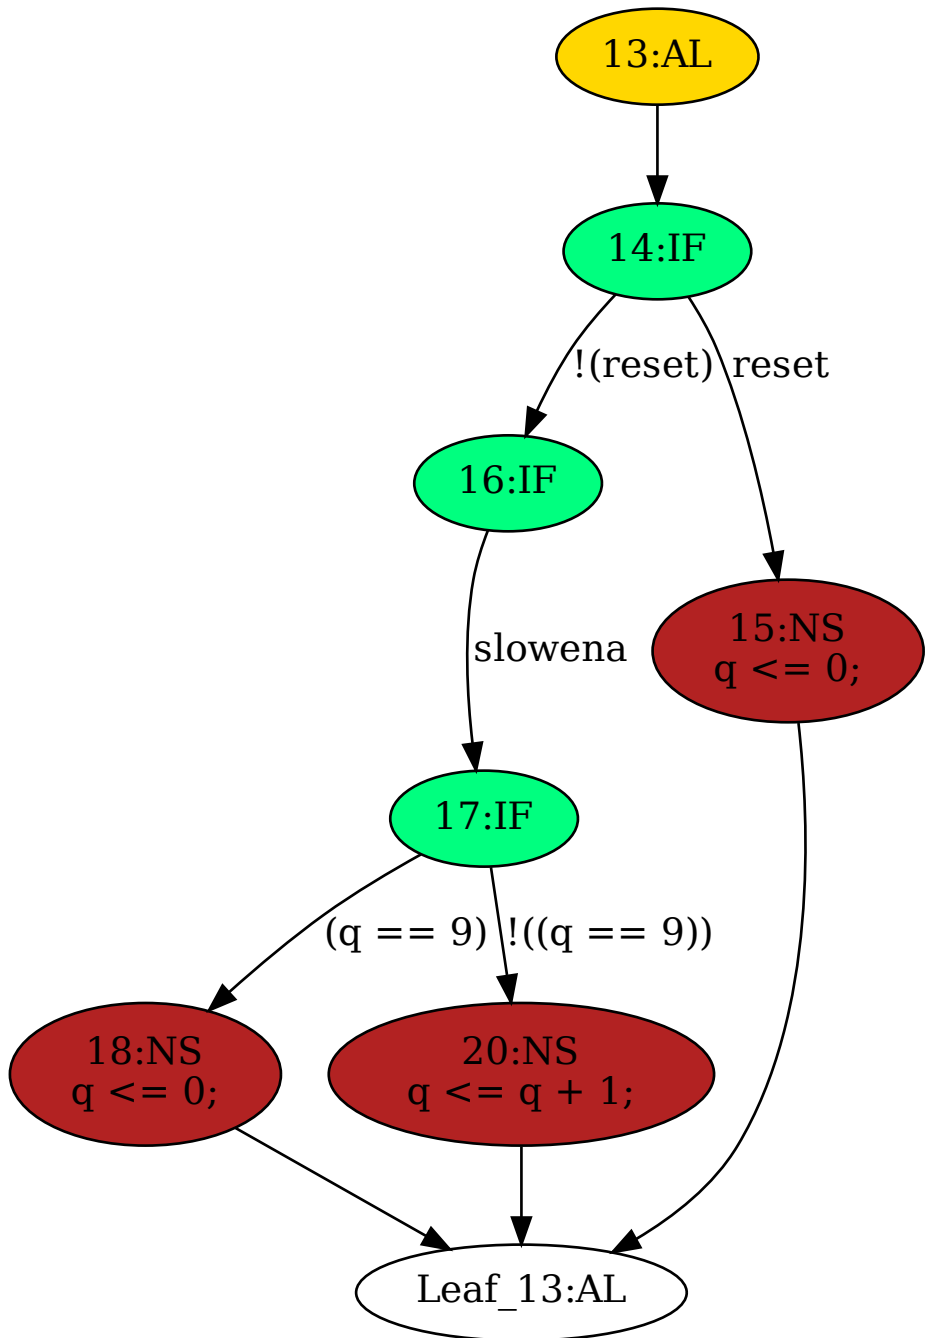 13:AL
14:IF
!(reset)
reset
16:IF
15:NS
q <= 0;
slowena
17:IF
(q == 9)
!((q == 9))
18:NS
q <= 0;
20:NS
q <= q + 1;
Leaf_13:AL